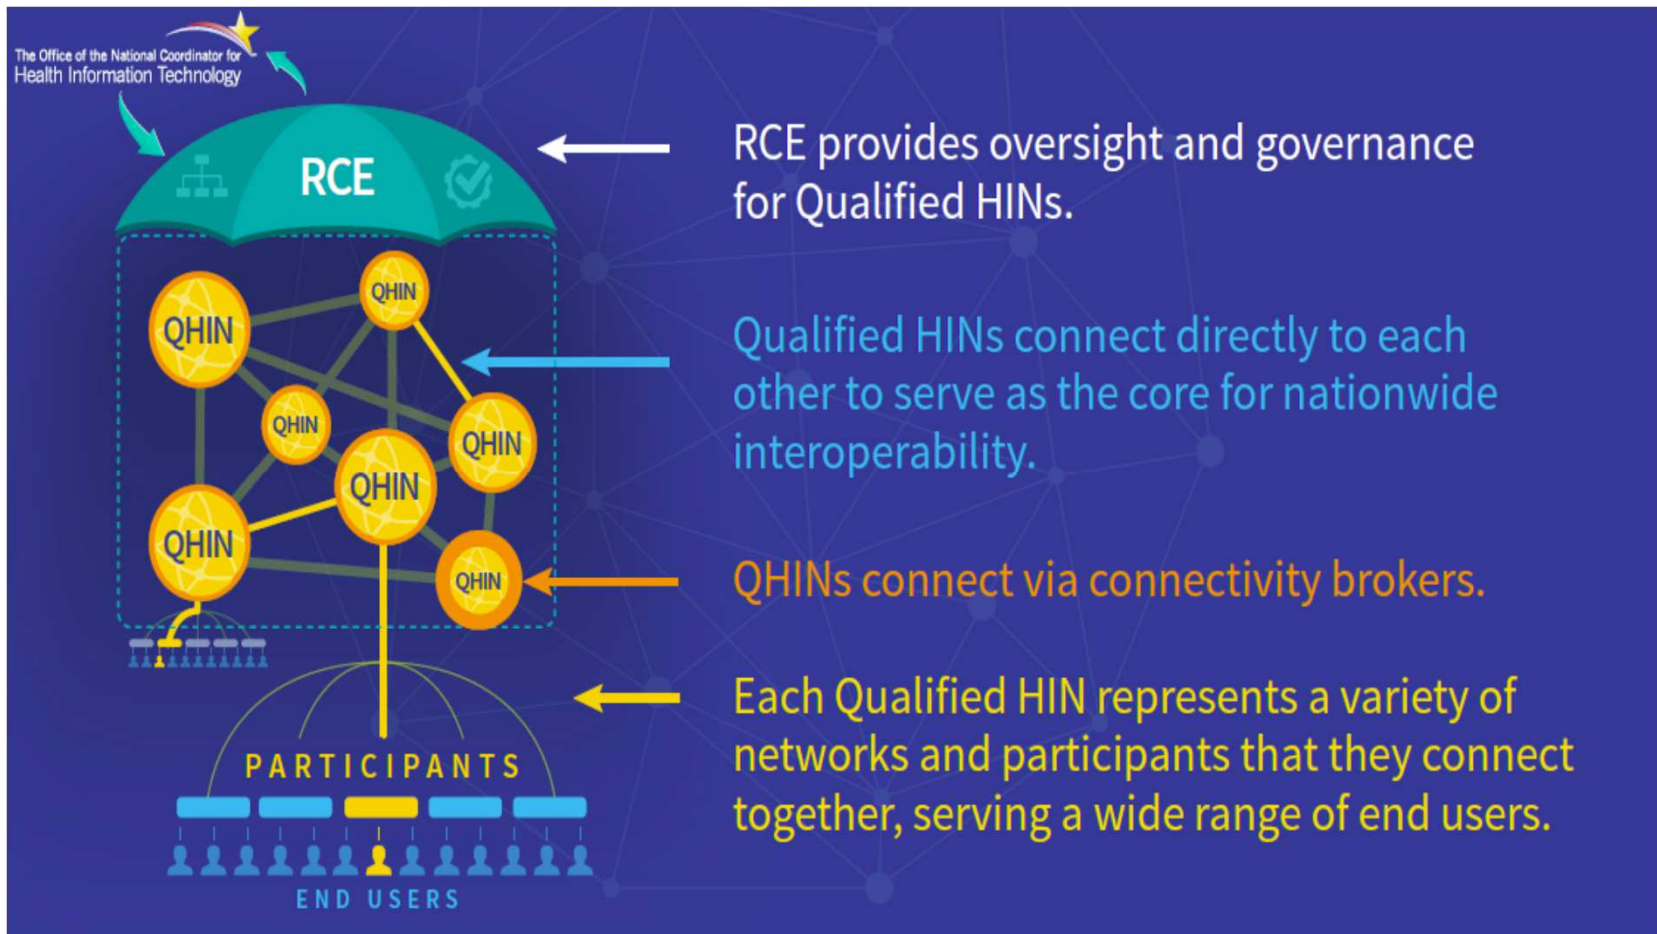 The Office of the National Coordinator for
Health Information Technology
RCE
RCE provides oversight and governance
for Qualified HINs.
QHIN
QHIN
QHIN
QHIN
QHIN
QHIN
QHIN
Qualified HINs connect directly to each
other to serve as the core for nationwide
interoperability.
QHINs connect via connectivity brokers.
Each Qualified HIN represents a variety of
networks and participants that they connect
together, serving a wide range of end users.
PARTICIPANTS
END USERS